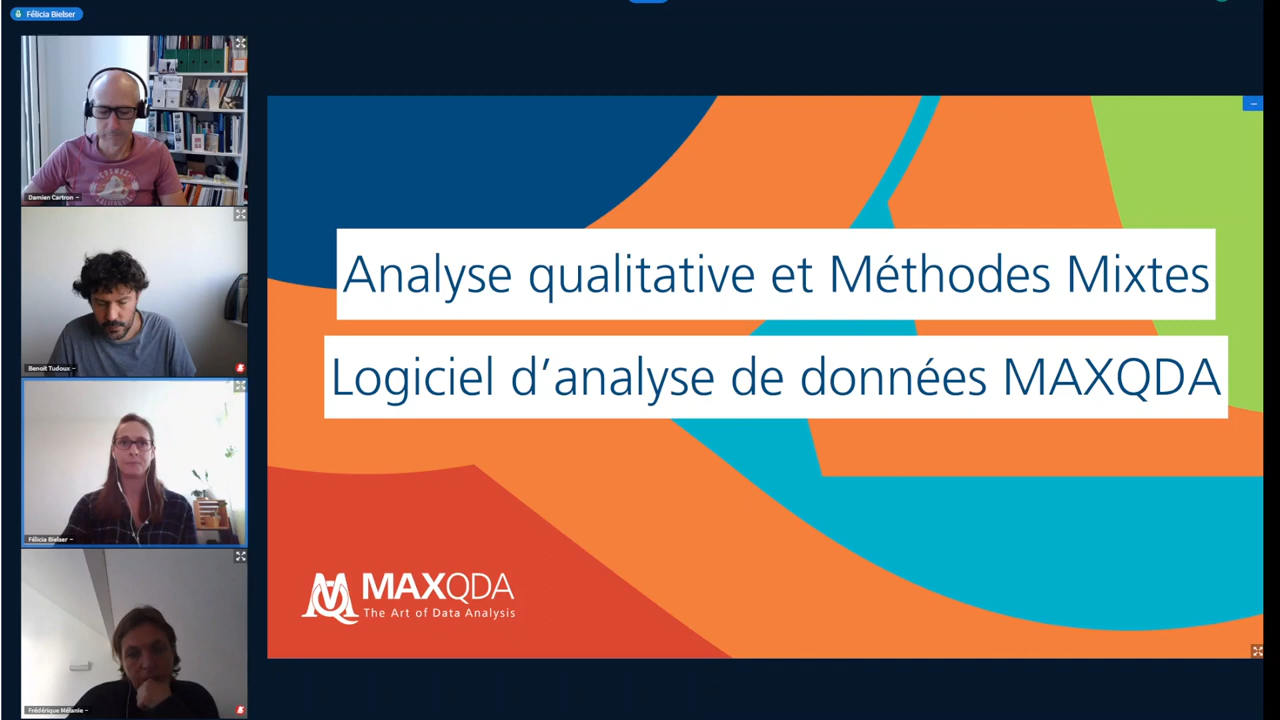 Félicia Bielser
Damien Cartron
Benoit Tudoux
Félicia Bielser
Frédérique Mélanie
Analyse qualitative et Méthodes Mixtes
Logiciel d’analyse de données MAXQDA
MAXQDA
The Art of Data Analysis